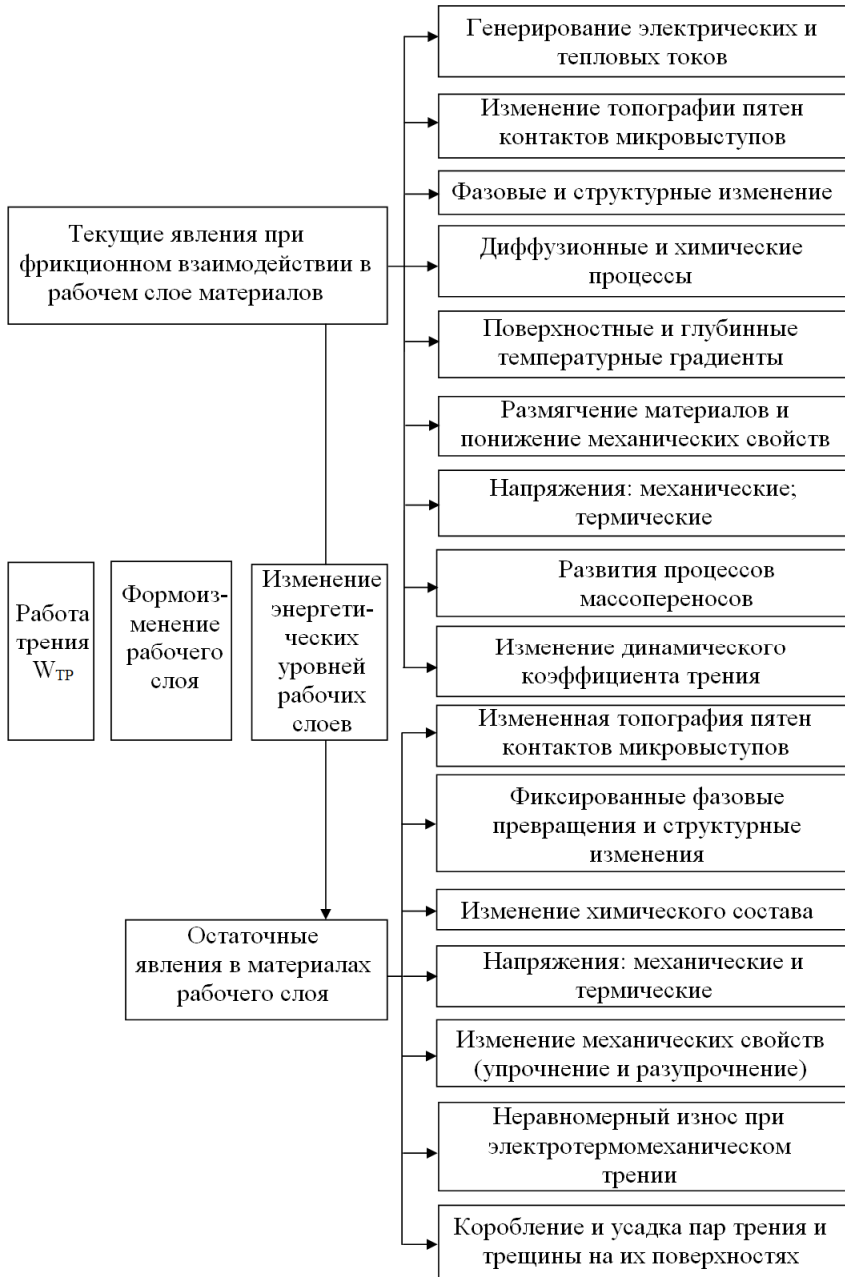 Генерирование электрических и
тепловых токов
Изменение топографии пятен
контактов микровыступов
Фазовые и структурные изменение
Текущие явления при
фрикционном взаимодействии в
рабочем слое материалов
Диффузионные и химические
процессы
Поверхностные и глубинные
температурные градиенты
Размягчение материалов и
понижение механических свойств
Напряжения: механические;
термические
Развития процессов
массопереносов
Изменение динамического
коэффициента трения
Работа
трения
WТР
Формоиз-
менение
рабочего
слоя
Изменение
энергети-
ческих
уровней
рабочих
слоев
Измененная топография пятен
контактов микровыступов
Фиксированные фазовые
превращения и структурные
изменения
Изменение химического состава
Остаточные
явления в материалах
рабочего слоя
Напряжения: механические и
термические
Изменение механических свойств
(упрочнение и разупрочнение)
Неравномерный износ при
электротермомеханическом
трении
Коробление и усадка пар трения и
трещины на их поверхностях